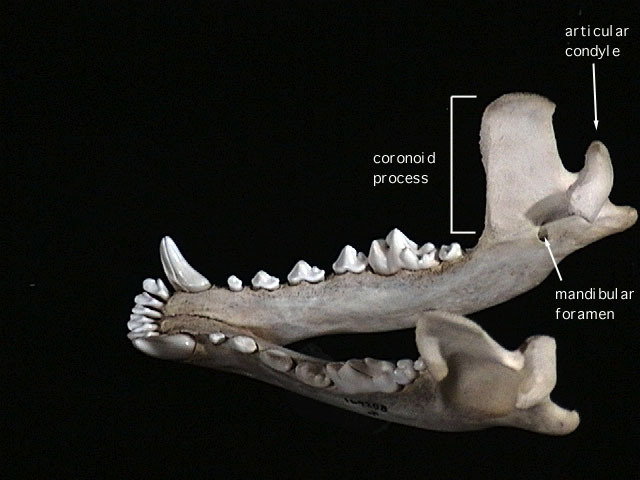 articular
condyle
coronoid
process
mandibular
foramen